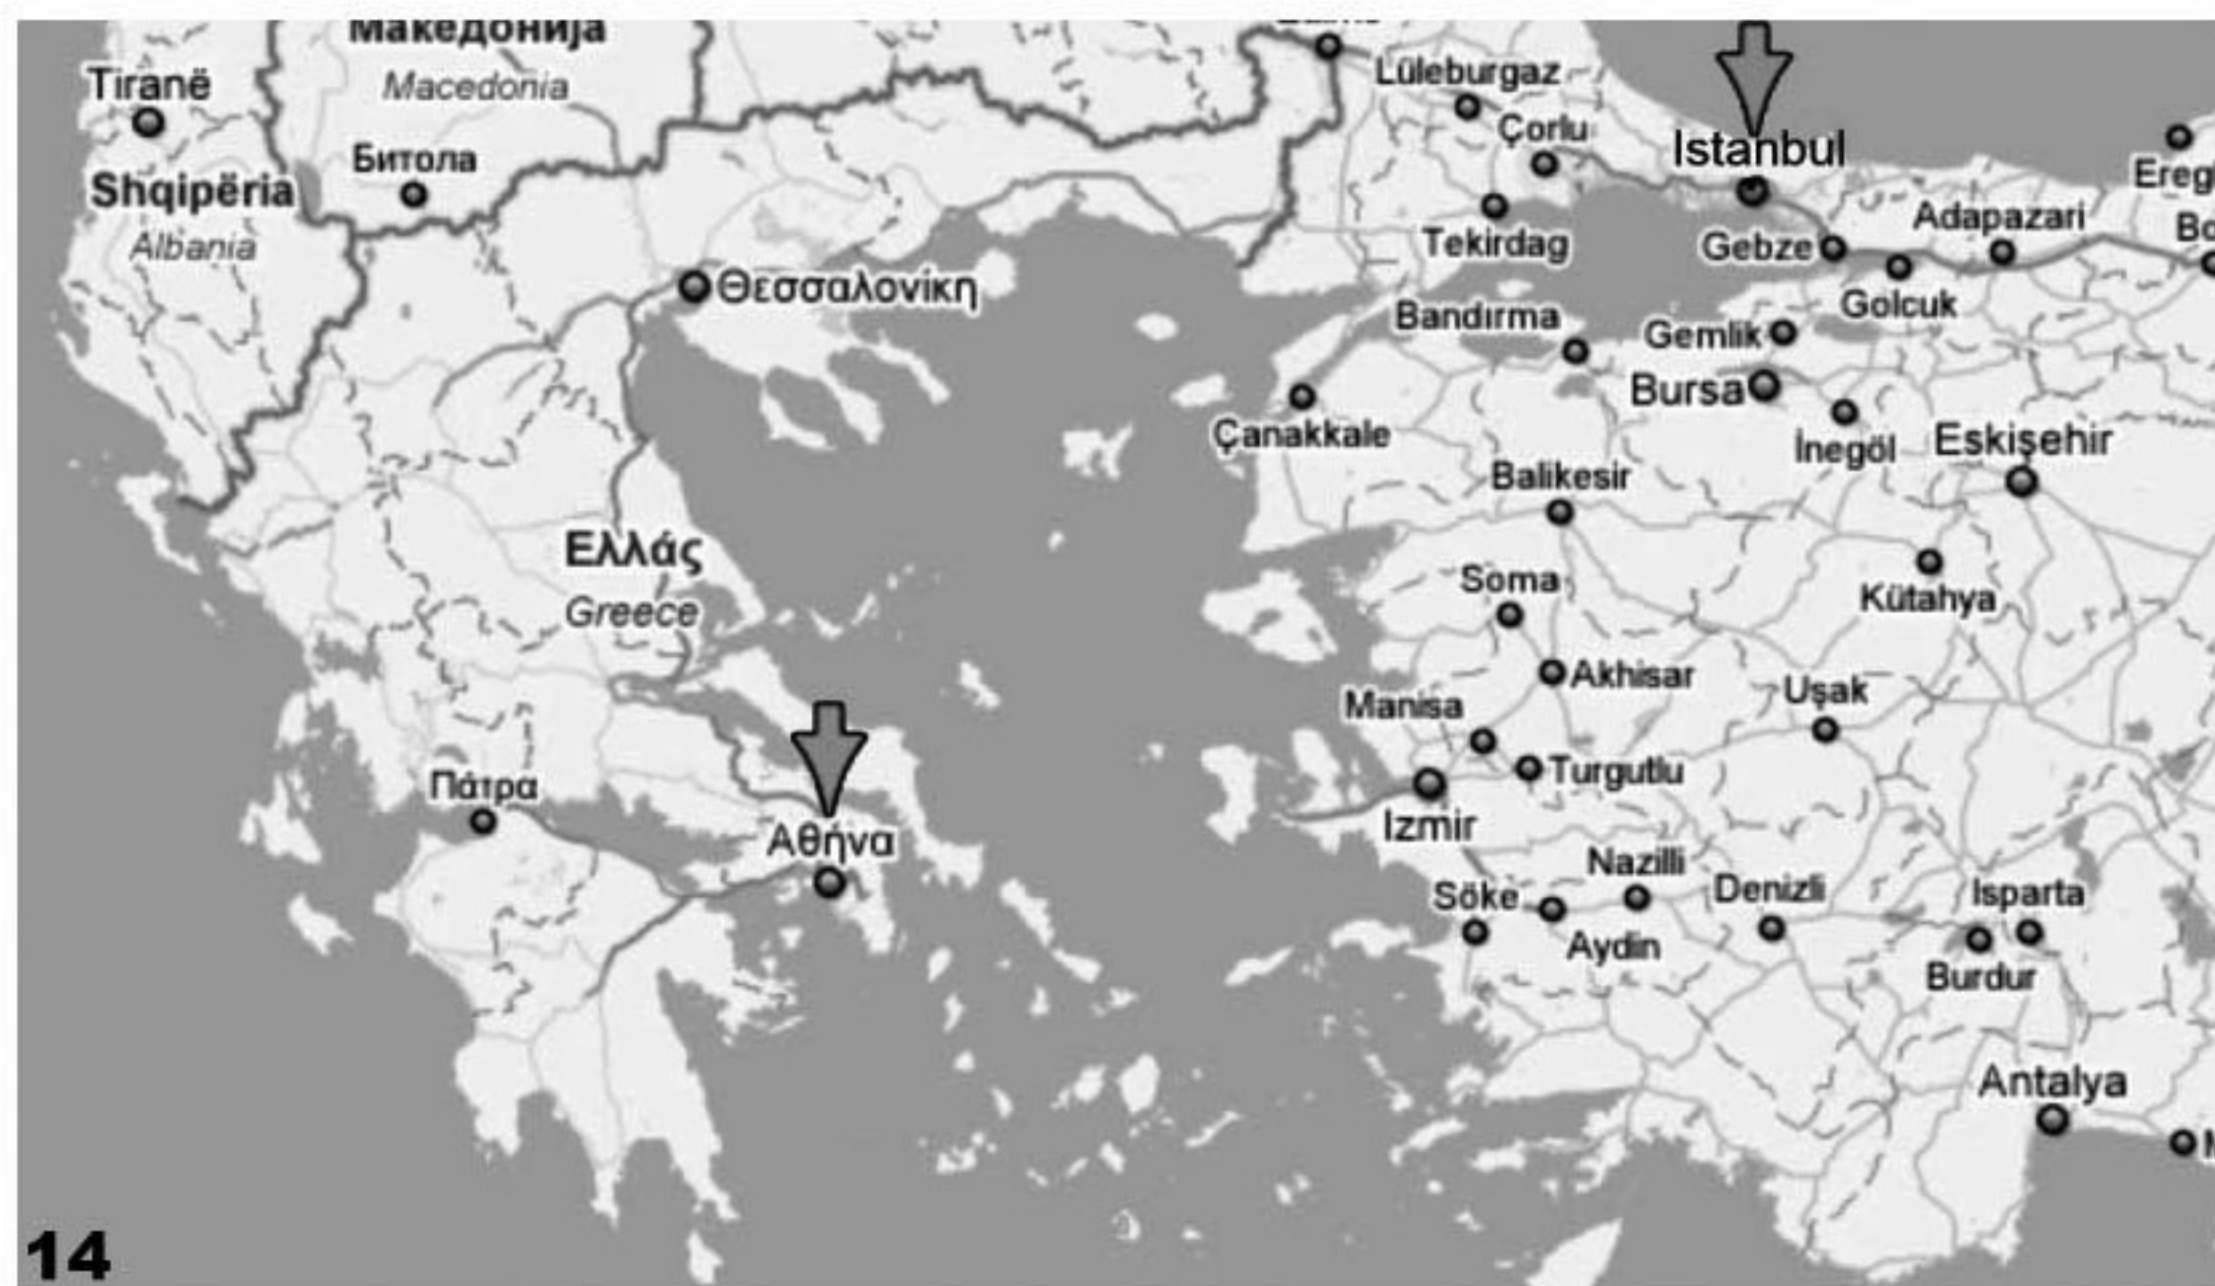 Македонија
Macedonia
Tiranë
Битола
Shqipëria
Albania
Lüleburgaz
Çorlu
Istanbul
Tekirdag
Gebze
Adapazari
Golcuk
Θεσσαλονίκη
Bandırma
Gemlik
Bursa
Çanakkale
İnegöl
Eskişehir
Balikesir
Ελλάς
Greece
Soma
Kütahya
Akhisar
Manisa
Uşak
Turgutlu
Πάτρα
Αθήνα
Izmir
Nazilli
Söke
Denizli
Isparta
Aydin
Burdur
Antalya
14